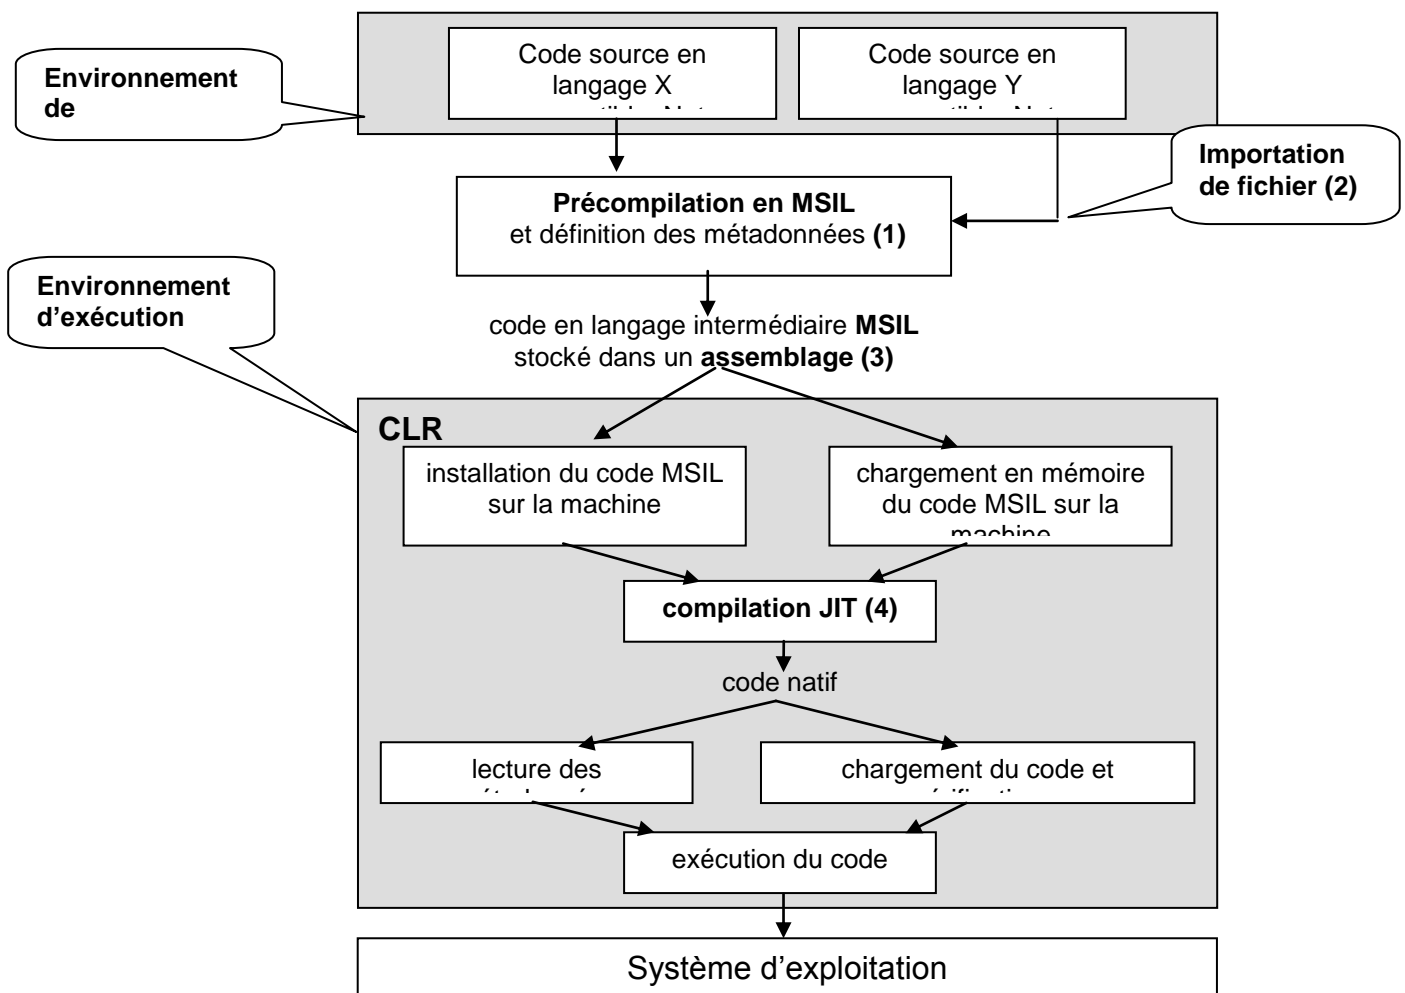 Code source en
langage X
Code source en
langage Y
Environnement
de
Importation
de fichier (2)
Précompilation en MSIL
et définition des métadonnées (1)
Environnement
d'exécution
code en langage intermédiaire MSIL
stocké dans un assemblage (3)
CLR
installation du code MSIL
sur la machine
chargement en mémoire
du code MSIL sur la
machine
compilation JIT (4)
code natif
lecture des
chargement du code et
exécution du code
Système d'exploitation